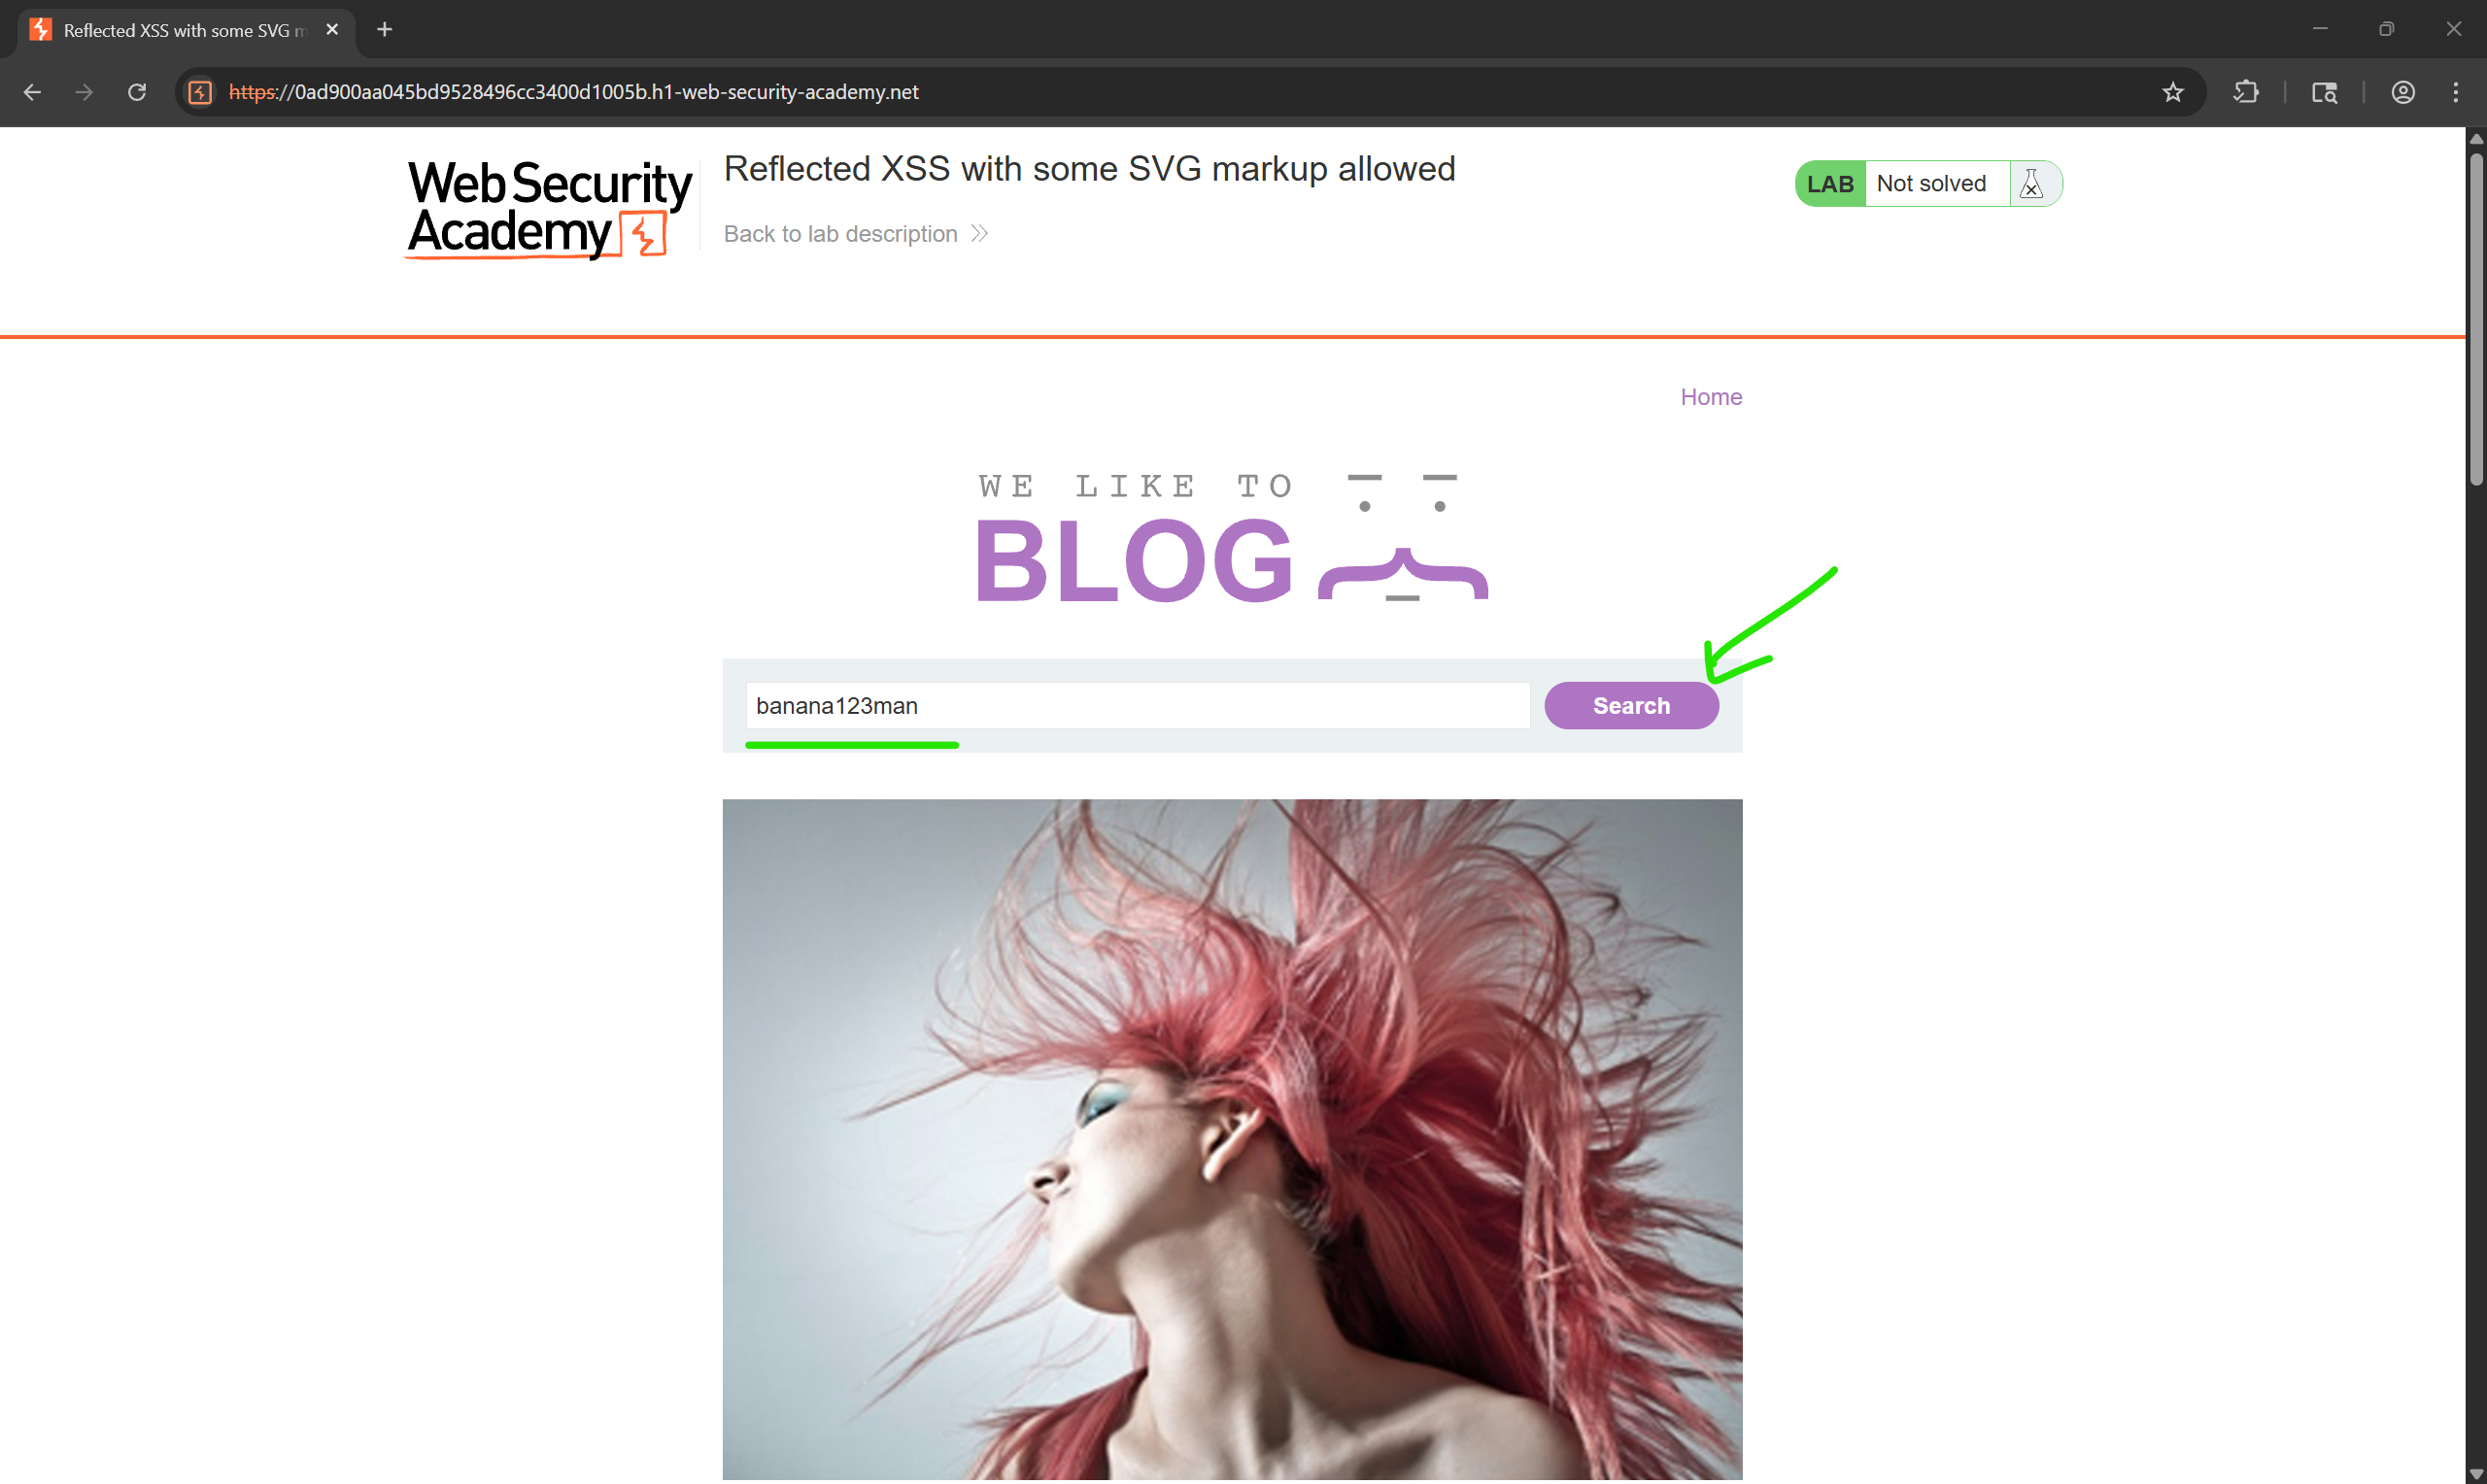 Reflected XSS with some SVG m
https://0ad900aa045bd9528496cc3400d1005b.h1-web-security-academy.net
Web Security
Academy
Reflected XSS with some SVG markup allowed
Back to lab description
LAB Not solved
Home
WE LIKE TO
BLOG
banana123man
Search